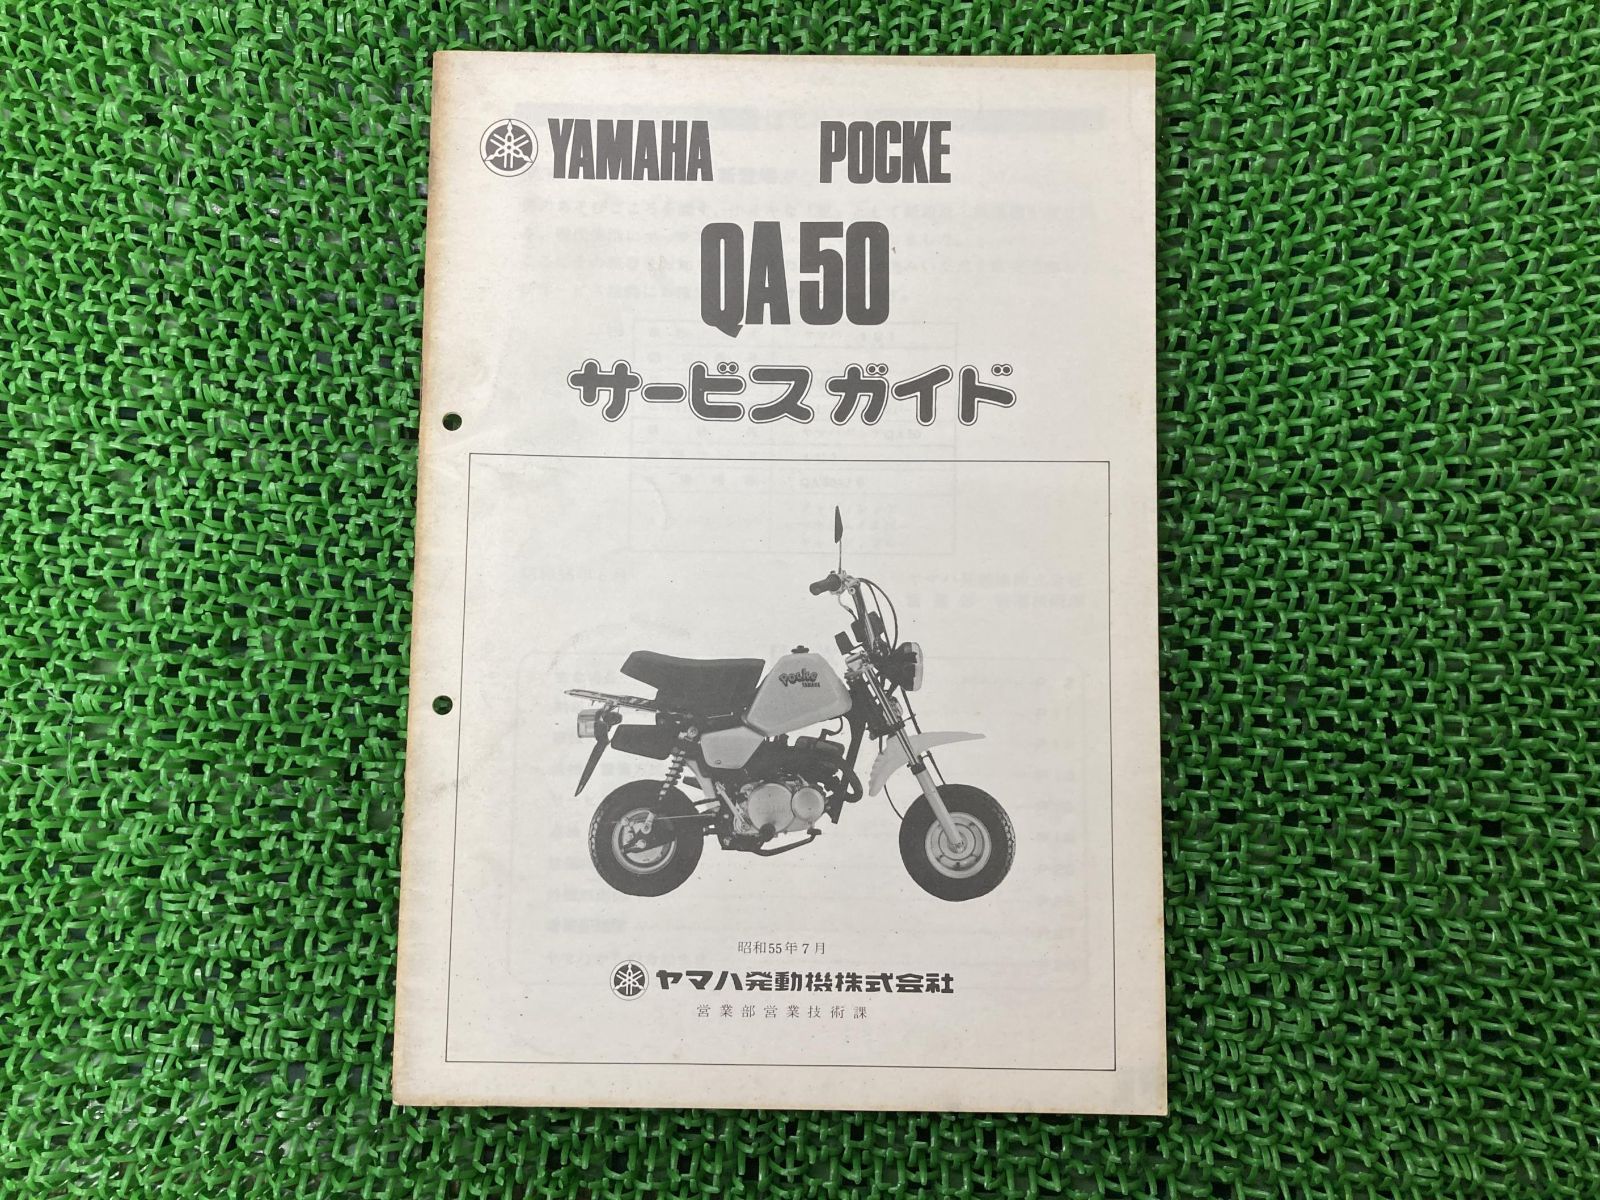 YAMAHA POCKE
QA50
サービスガイド
Pocke
YAMAHA
昭和55年7月
ヤマハ発動機株式会社
営業部営業技術課